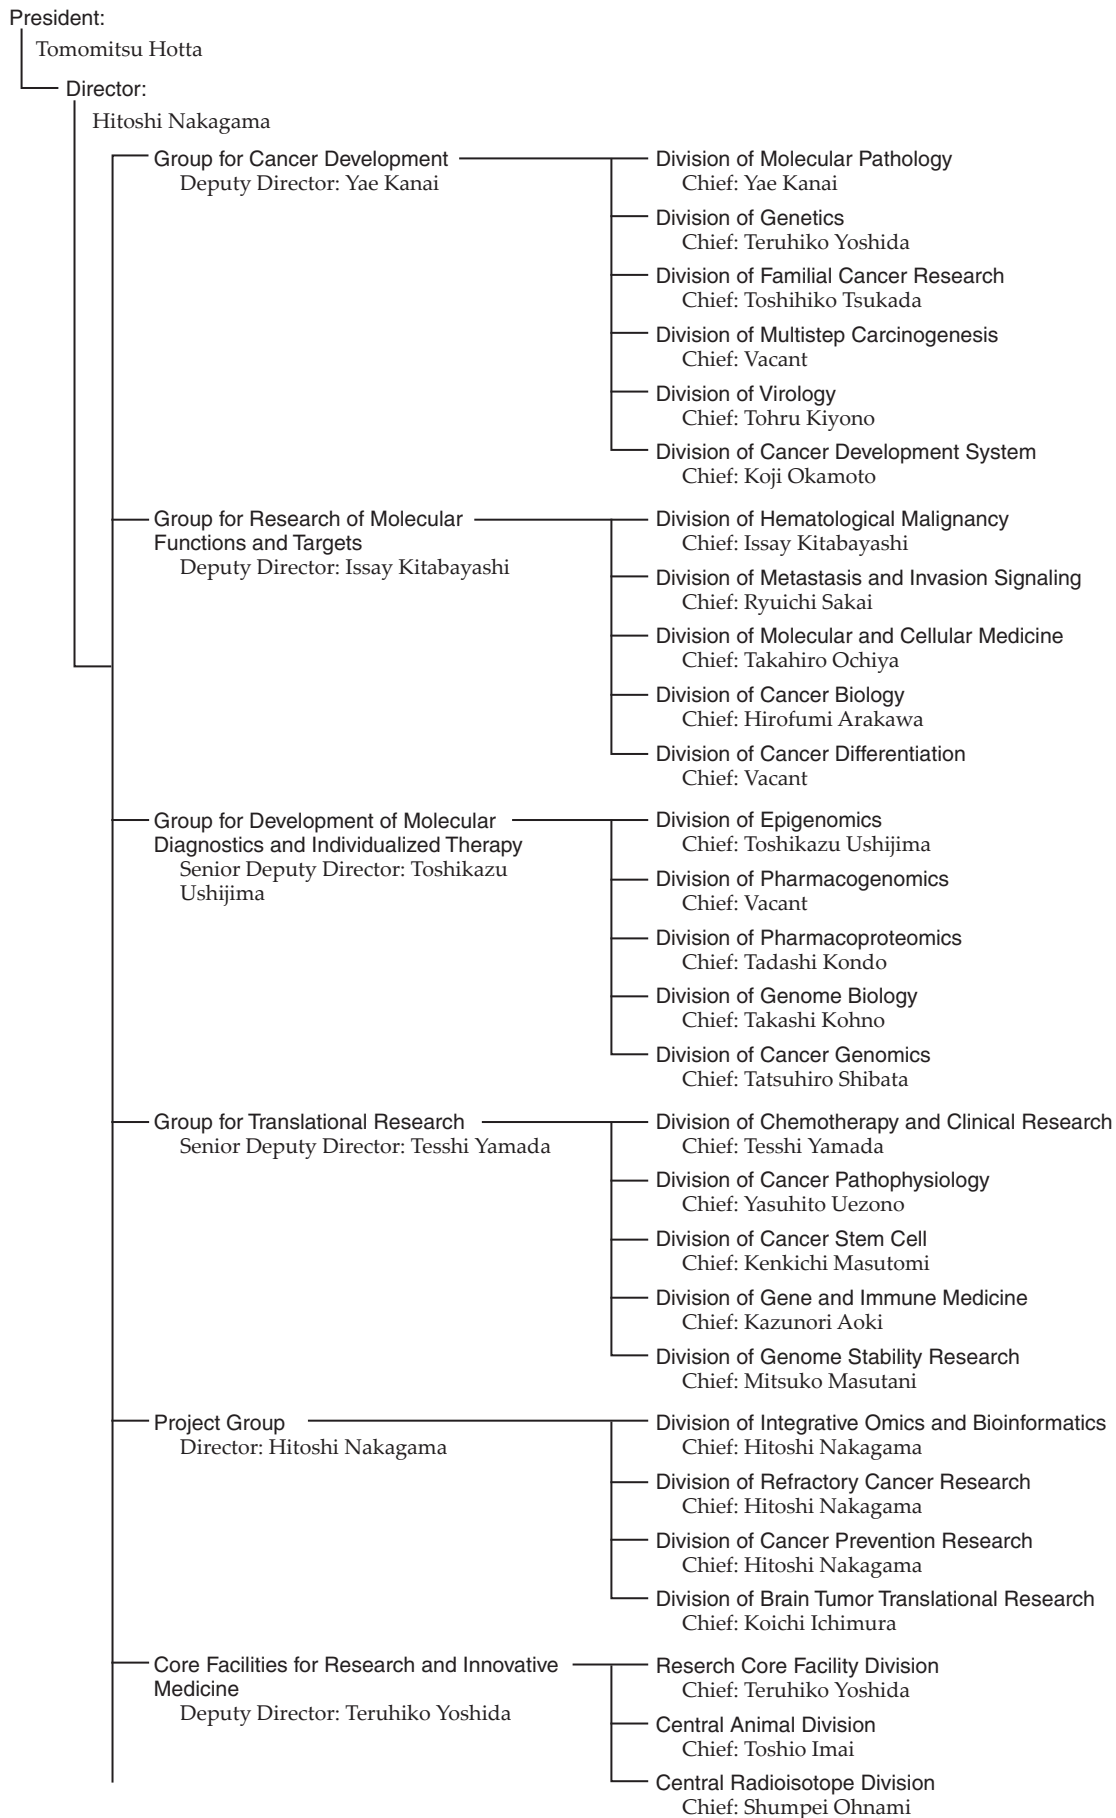 President:
Tomomitsu Hotta
Director:
Hitoshi Nakagama
Group for Cancer Development
Deputy Director: Yae Kanai
Division of Molecular Pathology
Chief: Yae Kanai
Division of Genetics
Chief: Teruhiko Yoshida
Division of Familial Cancer Research
Chief: Toshihiko Tsukada
Division of Multistep Carcinogenesis
Chief: Vacant
Division of Virology
Chief: Tohru Kiyono
Division of Cancer Development System
Chief: Koji Okamoto
Group for Research of Molecular
Functions and Targets
Deputy Director: Issay Kitabayashi
Division of Hematological Malignancy
Chief: Issay Kitabayashi
Division of Metastasis and Invasion Signaling
Chief: Ryuichi Sakai
Division of Molecular and Cellular Medicine
Chief: Takahiro Ochiya
Division of Cancer Biology
Chief: Hirofumi Arakawa
Division of Cancer Differentiation
Chief: Vacant
Group for Development of Molecular
Diagnostics and Individualized Therapy
Senior Deputy Director: Toshikazu
Ushijima
Division of Epigenomics
Chief: Toshikazu Ushijima
Division of Pharmacogenomics
Chief: Vacant
Division of Pharmacoproteomics
Chief: Tadashi Kondo
Division of Genome Biology
Chief: Takashi Kohno
Division of Cancer Genomics
Chief: Tatsuhiro Shibata
Group for Translational Research
Senior Deputy Director: Tesshi Yamada
Division of Chemotherapy and Clinical Research
Chief: Tesshi Yamada
Division of Cancer Pathophysiology
Chief: Yasuhito Uezono
Division of Cancer Stem Cell
Chief: Kenkichi Masutomi
Division of Gene and Immune Medicine
Chief: Kazunori Aoki
Division of Genome Stability Research
Chief: Mitsuko Masutani
Project Group
Director: Hitoshi Nakagama
Division of Integrative Omics and Bioinformatics
Chief: Hitoshi Nakagama
Division of Refractory Cancer Research
Chief: Hitoshi Nakagama
Division of Cancer Prevention Research
Chief: Hitoshi Nakagama
Division of Brain Tumor Translational Research
Chief: Koichi Ichimura
Core Facilities for Research and Innovative
Medicine
Deputy Director: Teruhiko Yoshida
Reserch Core Facility Division
Chief: Teruhiko Yoshida
Central Animal Division
Chief: Toshio Imai
Central Radioisotope Division
Chief: Shumpei Ohnami